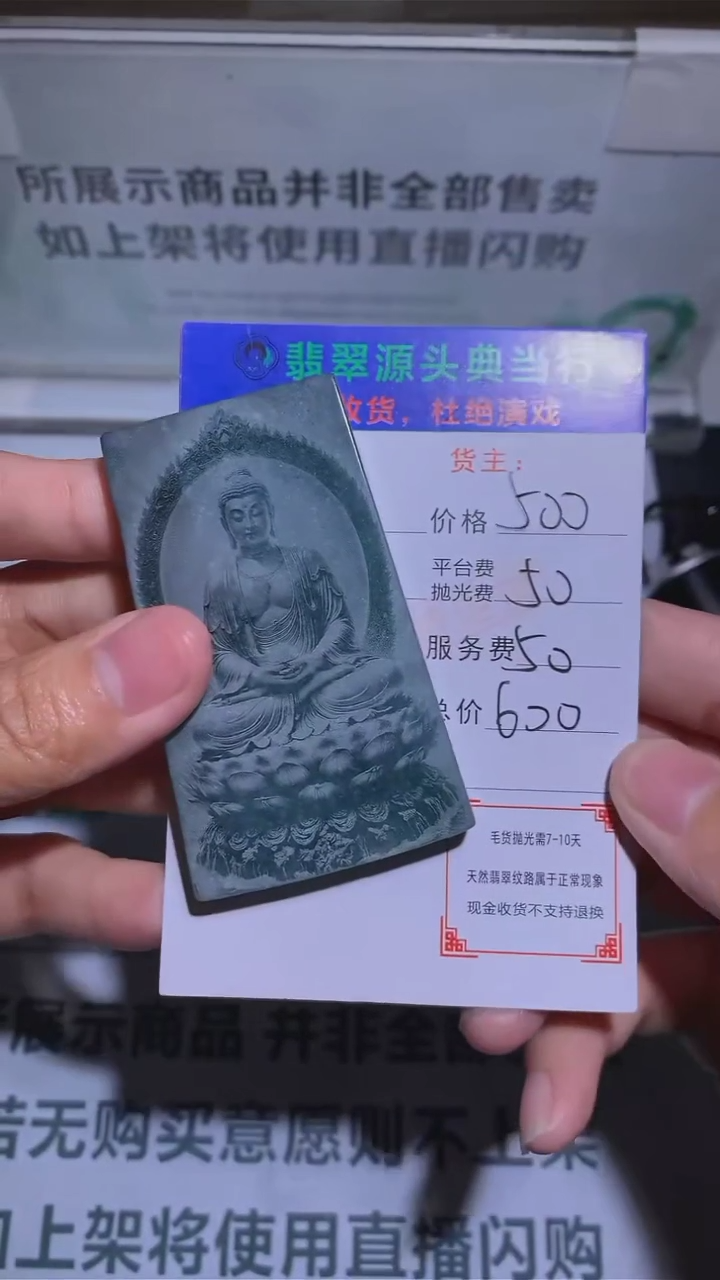 所展示商品并非全部售卖
如上架将使用直播闪购
翡翠源头典当行
收货，杜绝演戏
货主：
价格 500
平台费
抛光费 50
服务费 50
总价 600
毛货抛光需7-10天
天然翡翠纹路属于正常现象
现金收货不支持退换
所展示商品 并非全
若无购买意愿则不上架
如上架将使用直播闪购